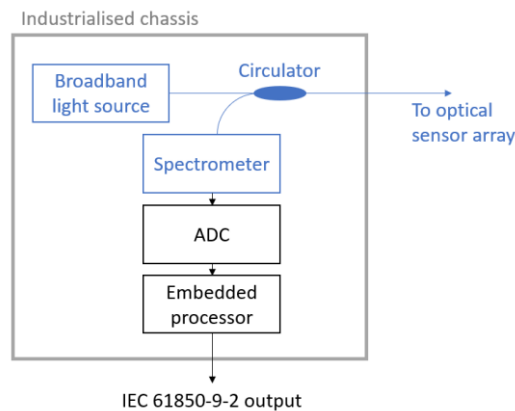 Industrialised chassis
Broadband
light source
Circulator
To optical
sensor array
Spectrometer
ADC
Embedded
processor
IEC 61850-9-2 output